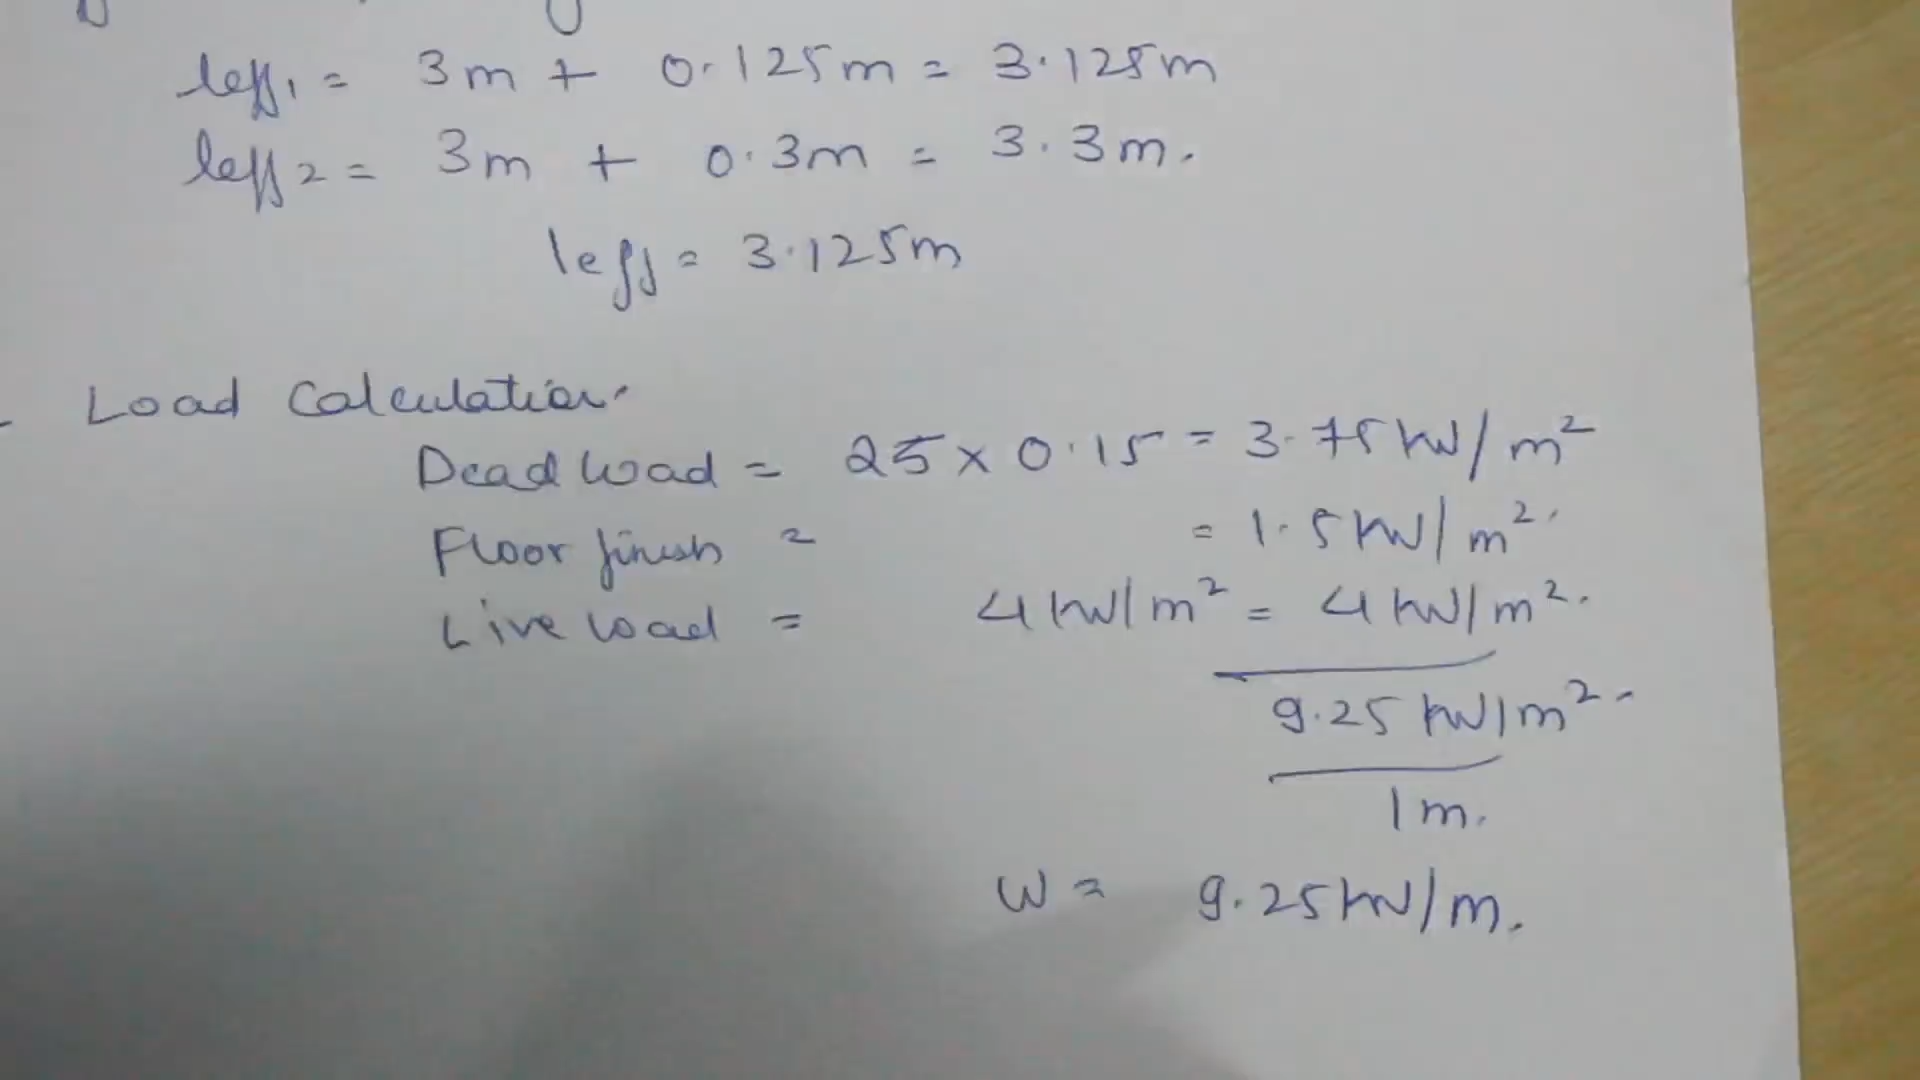 leff1 = 3m + 0.125m = 3.125m
leff2 = 3m + 0.3m = 3.3m.
leff = 3.125m
Load Calculation.
Dead load = 25 x 0.15 = 3.75 kN/m²
Floor finish = = 1.5 kN/m².
Live load = 4 kN/m² = 4 kN/m².
9.25 kN/m².
1m.
W = 9.25 kN/m.